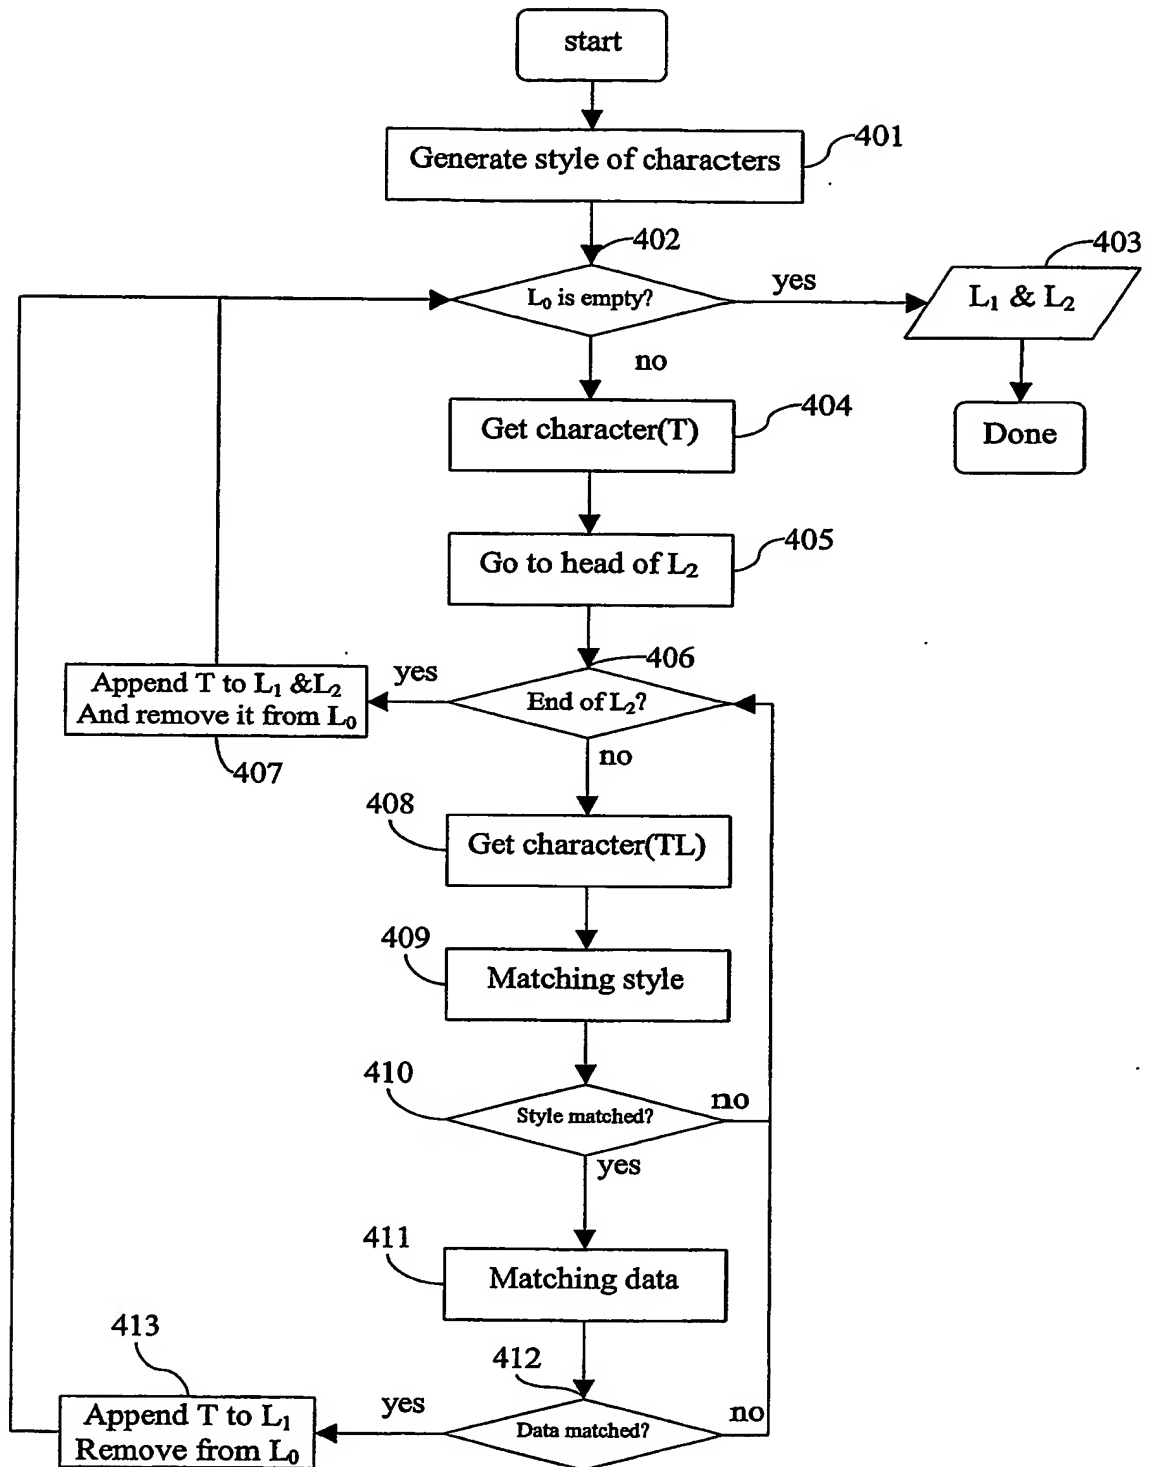 start
Generate style of characters
401
402
L₀ is empty?
yes
403
L₁ & L₂
no
Get character(T)
404
Done
Go to head of L₂
405
406
yes
End of L₂?
Append T to L₁ &L₂
And remove it from L₀
407
no
408
Get character(TL)
409
Matching style
410
Style matched?
no
yes
411
Matching data
413
412
yes
Data matched?
no
Append T to L₁
Remove from L₀